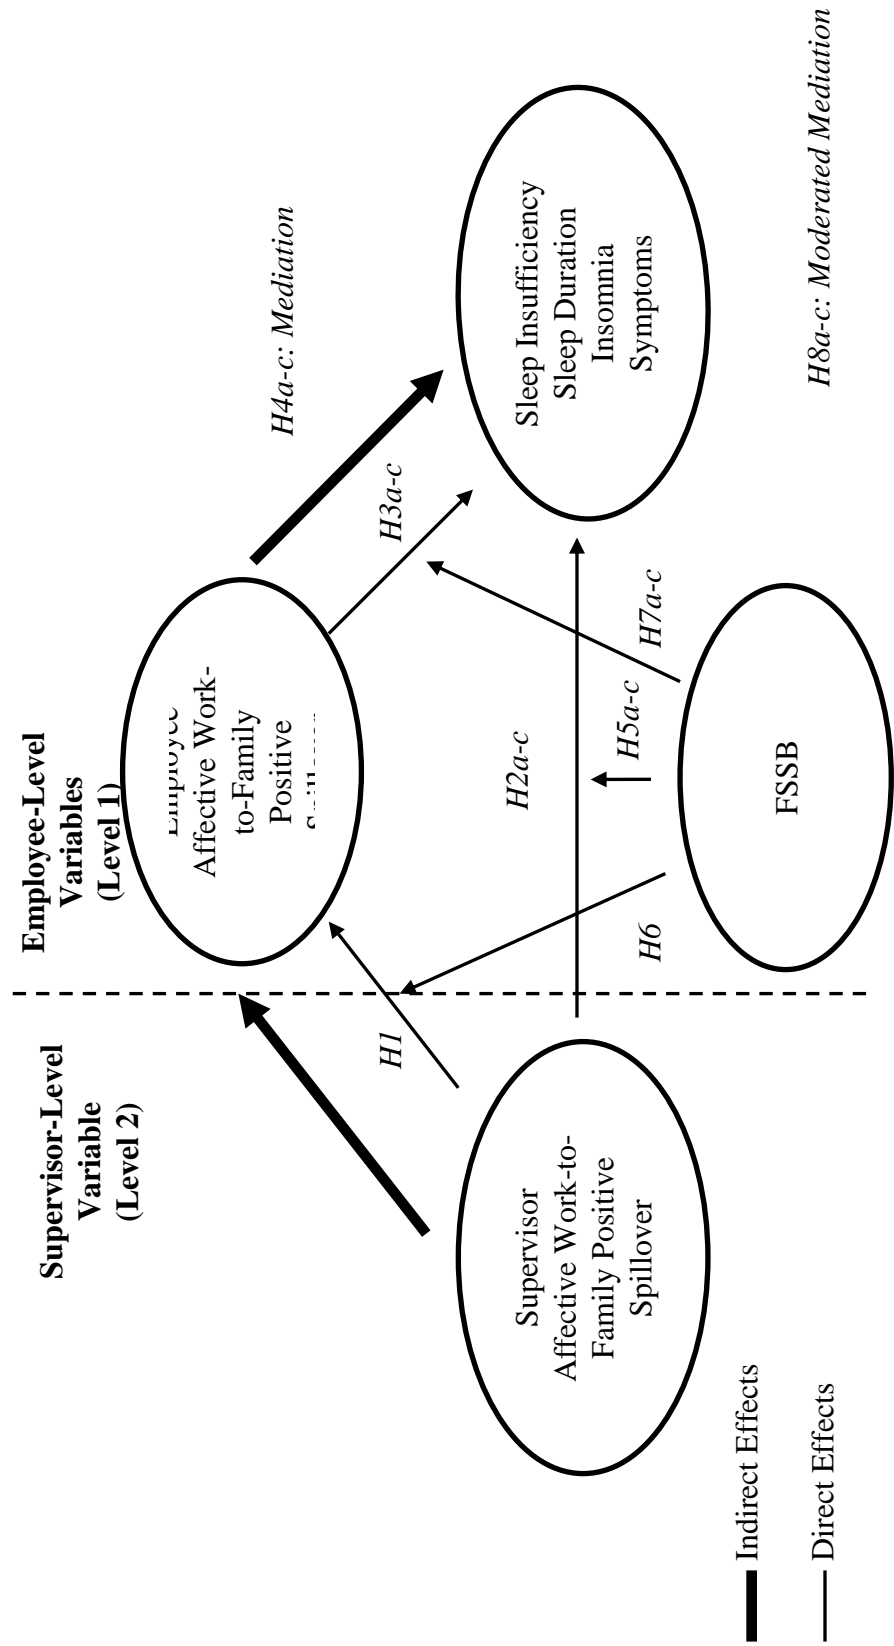 Supervisor-Level
Variable
(Level 2)
Employee-Level
Variables
(Level 1)
Employee
Affective Work-
to-Family
Positive
H4a-c: Mediation
H1
H3a-c
Supervisor
Affective Work-to-
Family Positive
Spillover
H2a-c
Sleep Insufficiency
Sleep Duration
Insomnia
Symptoms
H6
H5a-c
H7a-c
FSSB
H8a-c: Moderated Mediation
Indirect Effects
Direct Effects